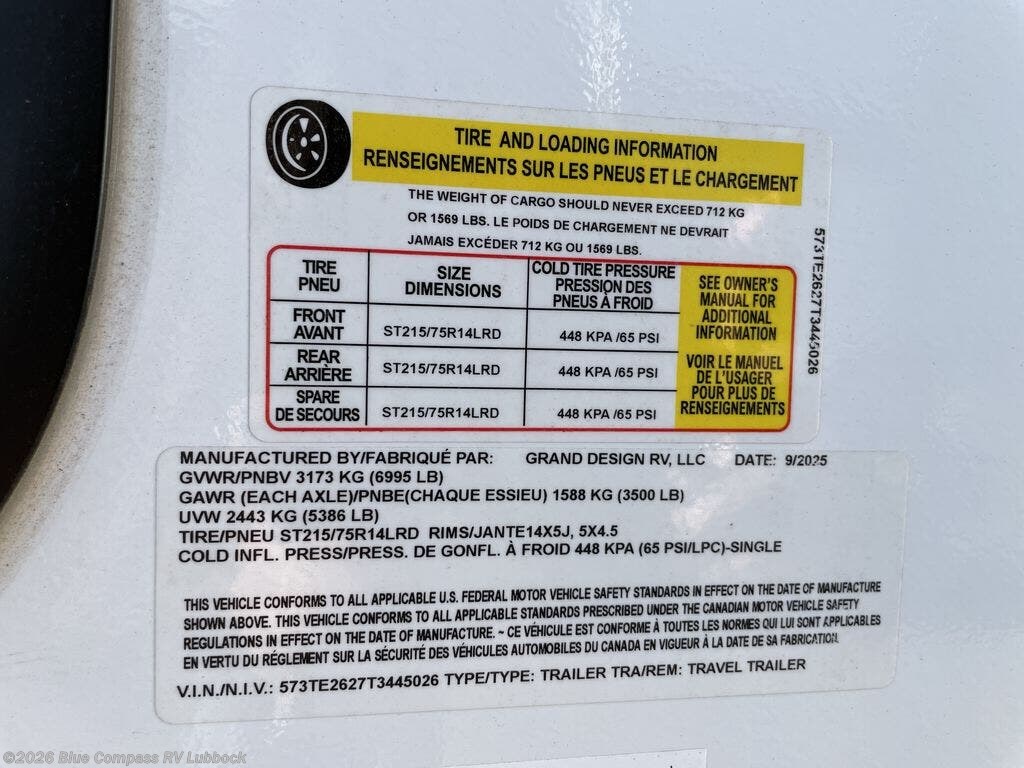 TIRE AND LOADING INFORMATION
RENSEIGNEMENTS SUR LES PNEUS ET LE CHARGEMENT
THE WEIGHT OF CARGO SHOULD NEVER EXCEED 712 KG
OR 1569 LBS. LE POIDS DE CHARGEMENT NE DEVRAIT
JAMAIS EXCÉDER 712 KG OU 1569 LBS.
TIRE
PNEU
SIZE
DIMENSIONS
COLD TIRE PRESSURE
PRESSION DES
PNEUS À FROID
FRONT
AVANT
ST215/75R14LRD
448 KPA /65 PSI
REAR
ARRIÈRE
ST215/75R14LRD
448 KPA /65 PSI
SPARE
DE SECOURS
ST215/75R14LRD
448 KPA /65 PSI
SEE OWNER'S
MANUAL FOR
ADDITIONAL
INFORMATION
VOIR LE MANUEL
DE L'USAGER
POUR PLUS DE
RENSEIGNEMENTS
573TE2627T3445026
MANUFACTURED BY/FABRIQUÉ PAR: GRAND DESIGN RV, LLC DATE: 9/2025
GVWR/PNBV 3173 KG (6995 LB)
GAWR (EACH AXLE)/PNBE(CHAQUE ESSIEU) 1588 KG (3500 LB)
UVW 2443 KG (5386 LB)
TIRE/PNEU ST215/75R14LRD RIMS/JANTE14X5J, 5X4.5
COLD INFL. PRESS/PRESS. DE GONFL. À FROID 448 KPA (65 PSI/LPC)-SINGLE
THIS VEHICLE CONFORMS TO ALL APPLICABLE U.S. FEDERAL MOTOR VEHICLE SAFETY STANDARDS IN EFFECT ON THE DATE OF MANUFACTURE
SHOWN ABOVE. THIS VEHICLE CONFORMS TO ALL APPLICABLE STANDARDS PRESCRIBED UNDER THE CANADIAN MOTOR VEHICLE SAFETY
REGULATIONS IN EFFECT ON THE DATE OF MANUFACTURE. ~ CE VÉHICULE EST CONFORME À TOUTES LES NORMES QUI LUI SONT APPLICABLES
EN VERTU DU RÉGLEMENT SUR LA SÉCURITÉ DES VÉHICULES AUTOMOBILES DU CANADA EN VIGUEUR À LA DATE DE SA FABRICATION.
V.I.N./N.I.V.: 573TE2627T3445026 TYPE/TYPE: TRAILER TRA/REM: TRAVEL TRAILER
©2026 Blue Compass RV Lubbock